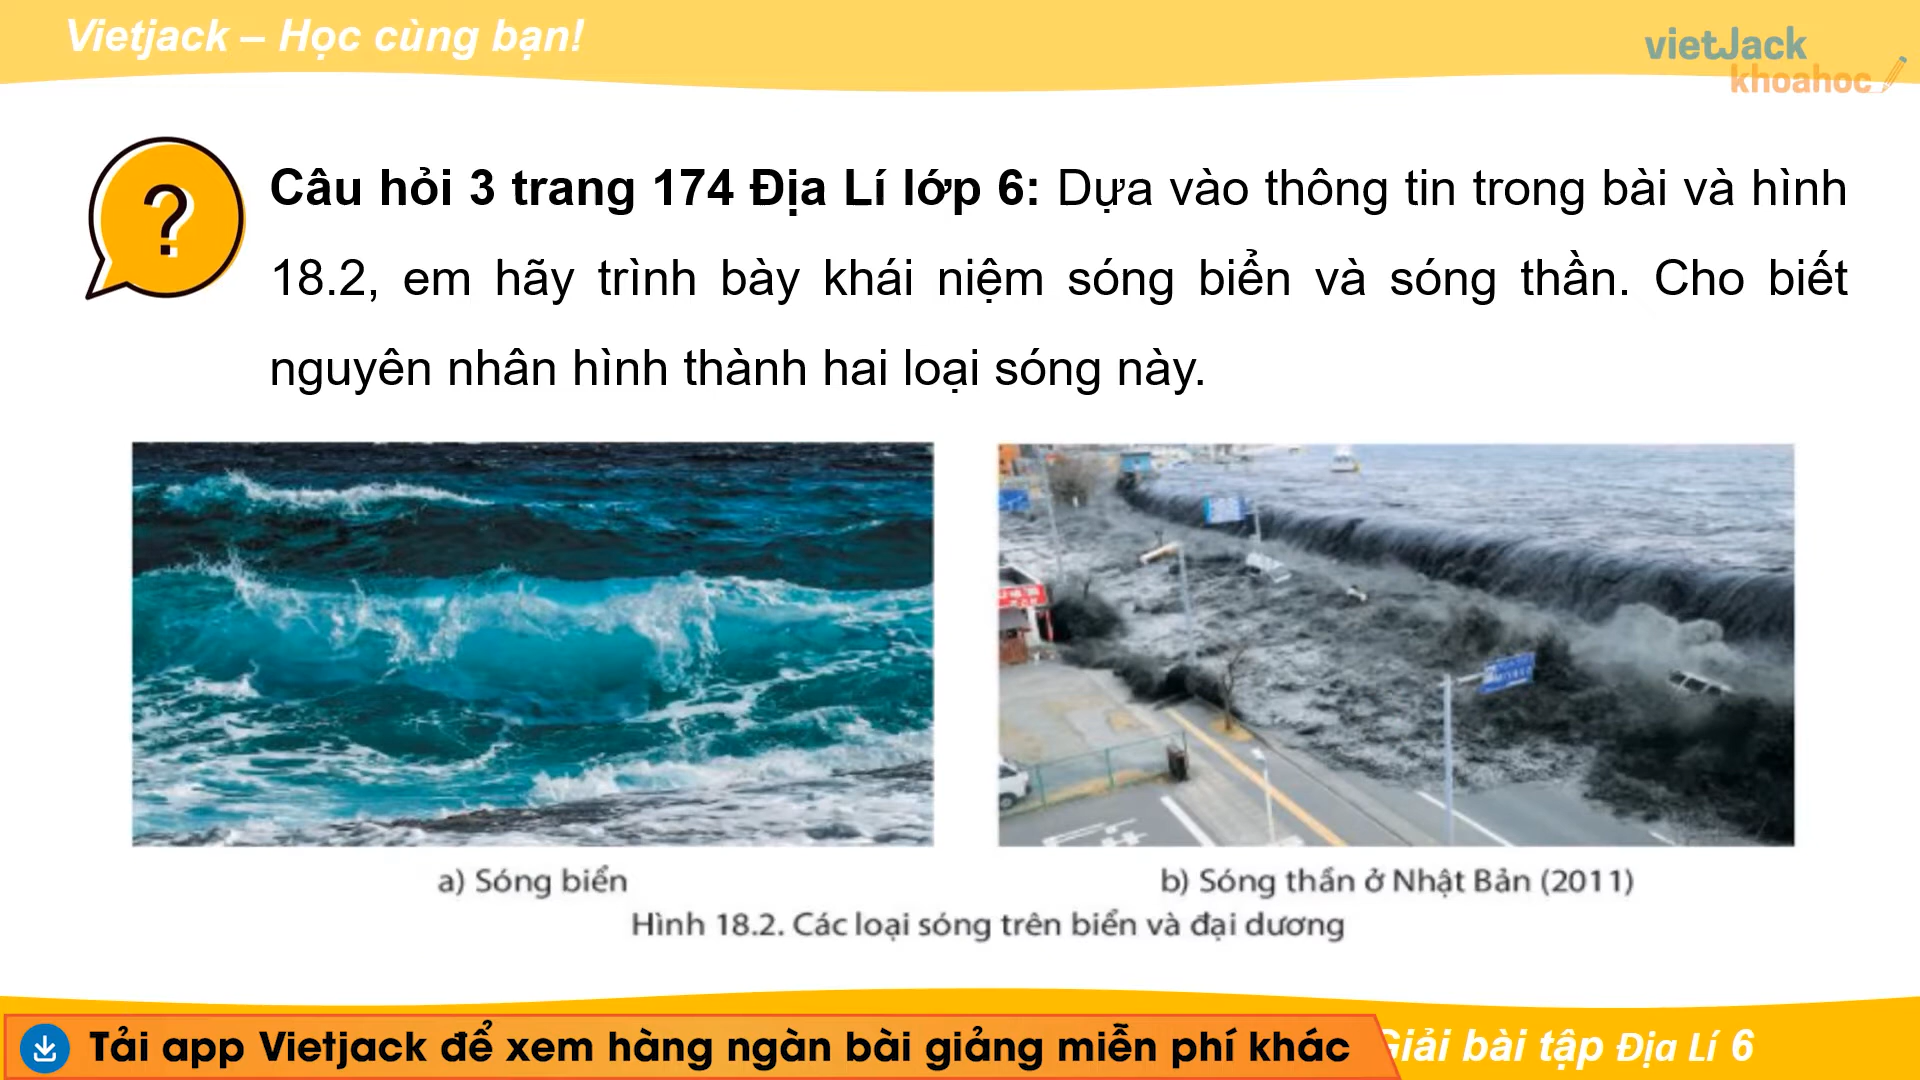 Vietjack – Học cùng bạn!
vietJack
khoahoc
?
Câu hỏi 3 trang 174 Địa Lí lớp 6: Dựa vào thông tin trong bài và hình
18.2, em hãy trình bày khái niệm sóng biển và sóng thần. Cho biết
nguyên nhân hình thành hai loại sóng này.
a) Sóng biển
b) Sóng thần ở Nhật Bản (2011)
Hình 18.2. Các loại sóng trên biển và đại dương
Tải app Vietjack để xem hàng ngàn bài giảng miễn phí khác
Giải bài tập Địa Lí 6